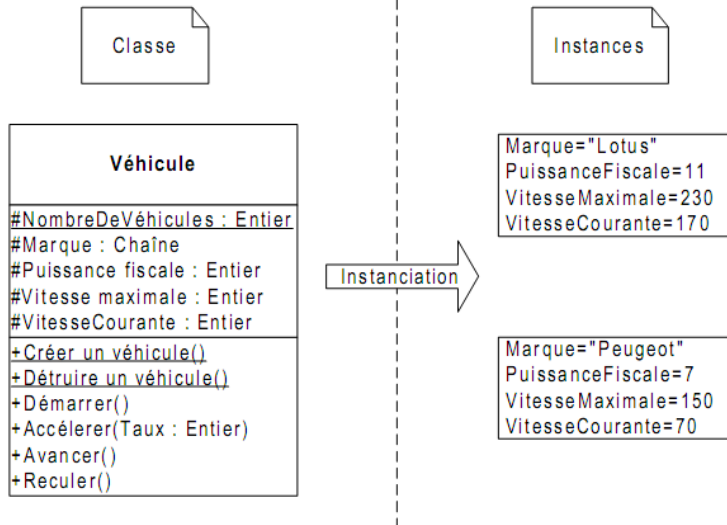 Classe
Instances
Véhicule
#NombreDeVéhicules : Entier
#Marque : Chaîne
#Puissance fiscale : Entier
#Vitesse maximale : Entier
#VitesseCourante : Entier
+Créer un véhicule()
+Détruire un véhicule()
+Démarrer()
+Accélerer(Taux : Entier)
+Avancer()
+Reculer()
Instanciation
Marque="Lotus"
PuissanceFiscale=11
VitesseMaximale=230
VitesseCourante=170
Marque="Peugeot"
PuissanceFiscale=7
VitesseMaximale=150
VitesseCourante=70